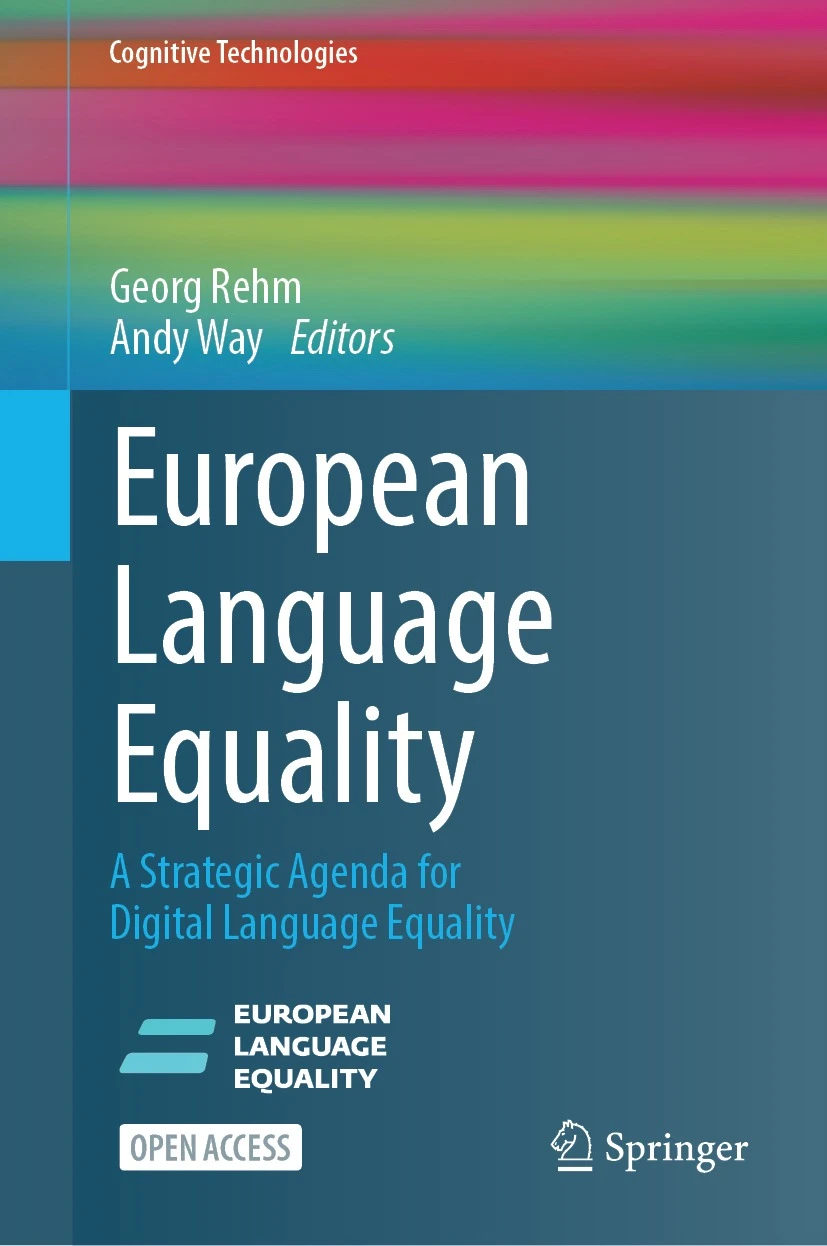 Cognitive Technologies
Georg Rehm
Andy Way Editors
European
Language
Equality
A Strategic Agenda for
Digital Language Equality
EUROPEAN
LANGUAGE
EQUALITY
OPEN ACCESS
Springer